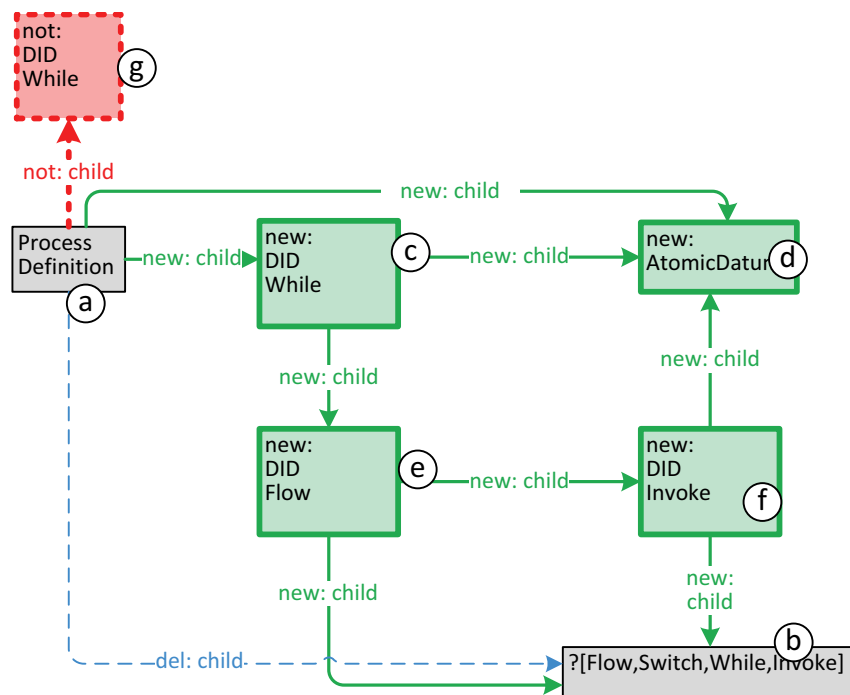 not:
DID
While
g
not: child
new: child
Process
Definition
a
new: child
new:
DID
While
c
new: child
new:
AtomicDatum
d
new: child
new: child
new:
DID
Flow
e
new: child
new:
DID
Invoke
f
new: child
new:
child
del: child
b
?[Flow,Switch,While,Invoke]